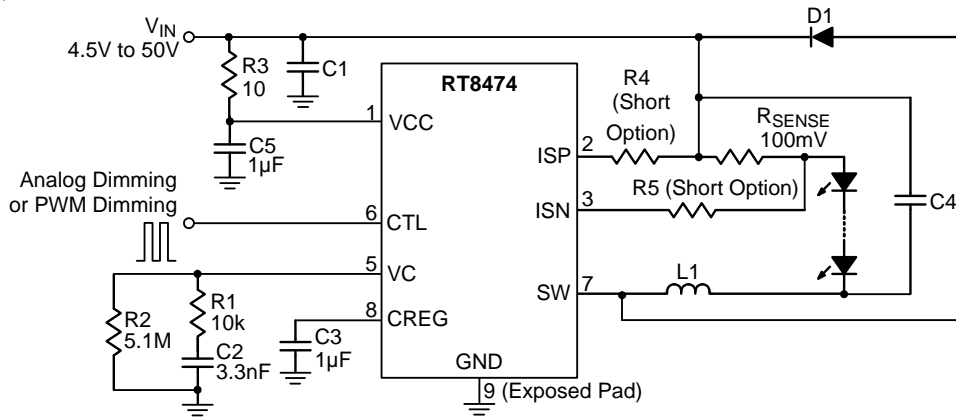 V_IN
4.5V to 50V
D1
R3
10
C1
RT8474
R4
(Short
Option)
R_SENSE
100mV
1
VCC
C5
1µF
ISP
2
Analog Dimming
or PWM Dimming
6
CTL
ISN
3
R5 (Short Option)
C4
5
VC
SW
7
L1
R2
5.1M
R1
10k
8
CREG
C2
3.3nF
C3
1µF
GND
9 (Exposed Pad)